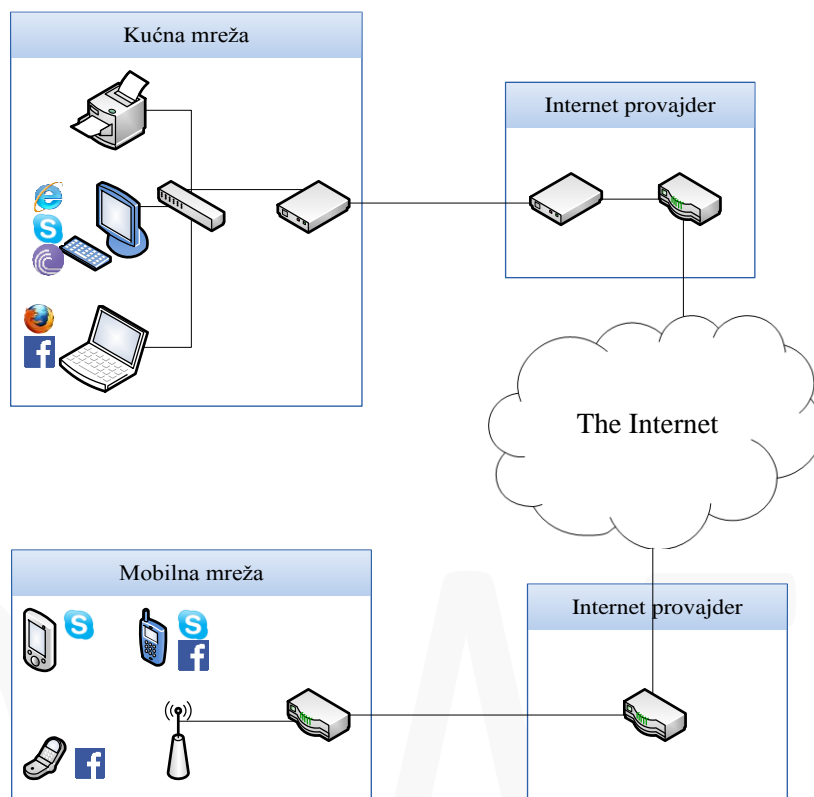 Kućna mreža
Internet provajder
The Internet
Mobilna mreža
Internet provajder